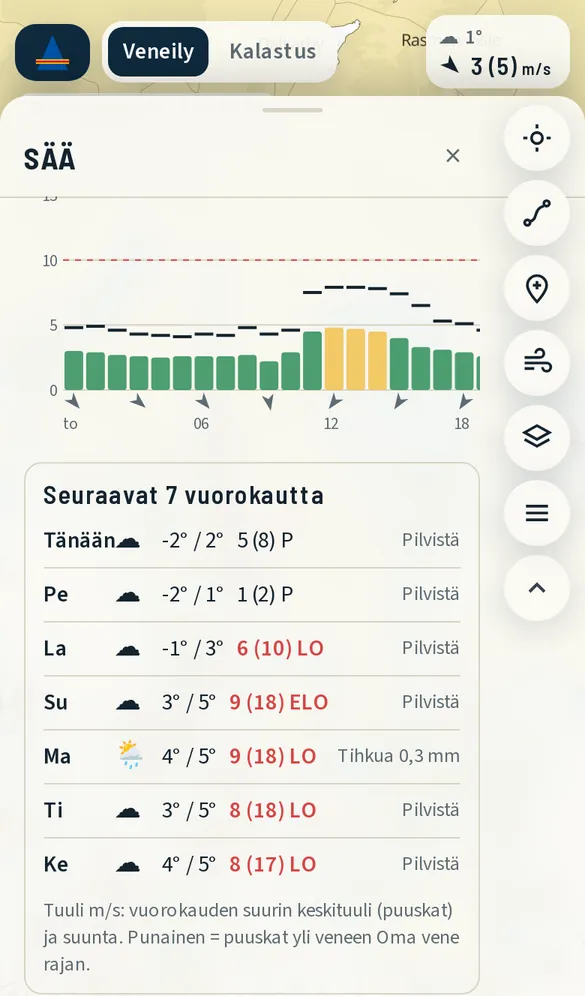 Veneily Kalastus
Ras
1°
3 (5) m/s
SÄÄ
×
15
10
5
0
to 06 12 18
Seuraavat 7 vuorokautta
Tänään -2° / 2° 5 (8) P Pilvistä
Pe -2° / 1° 1 (2) P Pilvistä
La -1° / 3° 6 (10) LO Pilvistä
Su 3° / 5° 9 (18) ELO Pilvistä
Ma 4° / 5° 9 (18) LO Tihkua 0,3 mm
Ti 3° / 5° 8 (18) LO Pilvistä
Ke 4° / 5° 8 (17) LO Pilvistä
Tuuli m/s: vuorokauden suurin keskituuli (puuskat)
ja suunta. Punainen = puuskat yli veneen Oma vene
rajan.